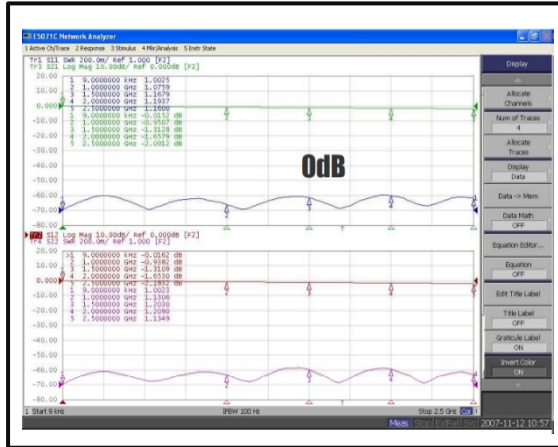 E5071C Network Analyzer
1 Active Ch/Trace 2 Response 3 Stimulus 4 Mkr/Analysis 5 Instr State
Tr1 S11 SWR 200.0m/ Ref 1.000 [F2]
Tr3 S21 Log Mag 10.00dB/ Ref 0.000dB [F2]
20.00
10.00
0.000
-10.00
-20.00
-30.00
-40.00
-50.00
-60.00
-70.00
-80.00
1 9.0000000 kHz 1.0025
2 1.0000000 GHz 1.0759
3 1.5000000 GHz 1.1679
4 2.0000000 GHz 1.1937
5 2.5000000 GHz 1.1600
1 9.0000000 kHz -0.0152 dB
2 1.0000000 GHz -0.9507 dB
3 1.5000000 GHz -1.3128 dB
4 2.0000000 GHz -1.6579 dB
5 2.5000000 GHz -2.0912 dB
0dB
Tr2 S12 Log Mag 10.00dB/ Ref 0.000dB [F2]
Tr4 S22 SWR 200.0m/ Ref 1.000 [F2]
20.00
10.00
0.000
-10.00
-20.00
-30.00
-40.00
-50.00
-60.00
-70.00
-80.00
>1 9.0000000 kHz -0.0162 dB
2 1.0000000 GHz -0.9382 dB
3 1.5000000 GHz -1.3109 dB
4 2.0000000 GHz -1.6530 dB
5 2.5000000 GHz -2.1832 dB
1 9.0000000 kHz 1.0023
2 1.0000000 GHz 1.1306
3 1.5000000 GHz 1.2030
4 2.0000000 GHz 1.2090
5 2.5000000 GHz 1.1349
1 Start 9 kHz IFBW 100 Hz Stop 2.5 GHz Cor
Meas Stop ExtRef Svc 2007-11-12 10:57
Display
Allocate
Channels
Num of Traces
4
Allocate
Traces
Display
Data
Data -> Mem
Data Math
OFF
Equation Editor...
Equation
OFF
Edit Title Label
Title Label
OFF
Graticule Label
ON
Invert Color
ON